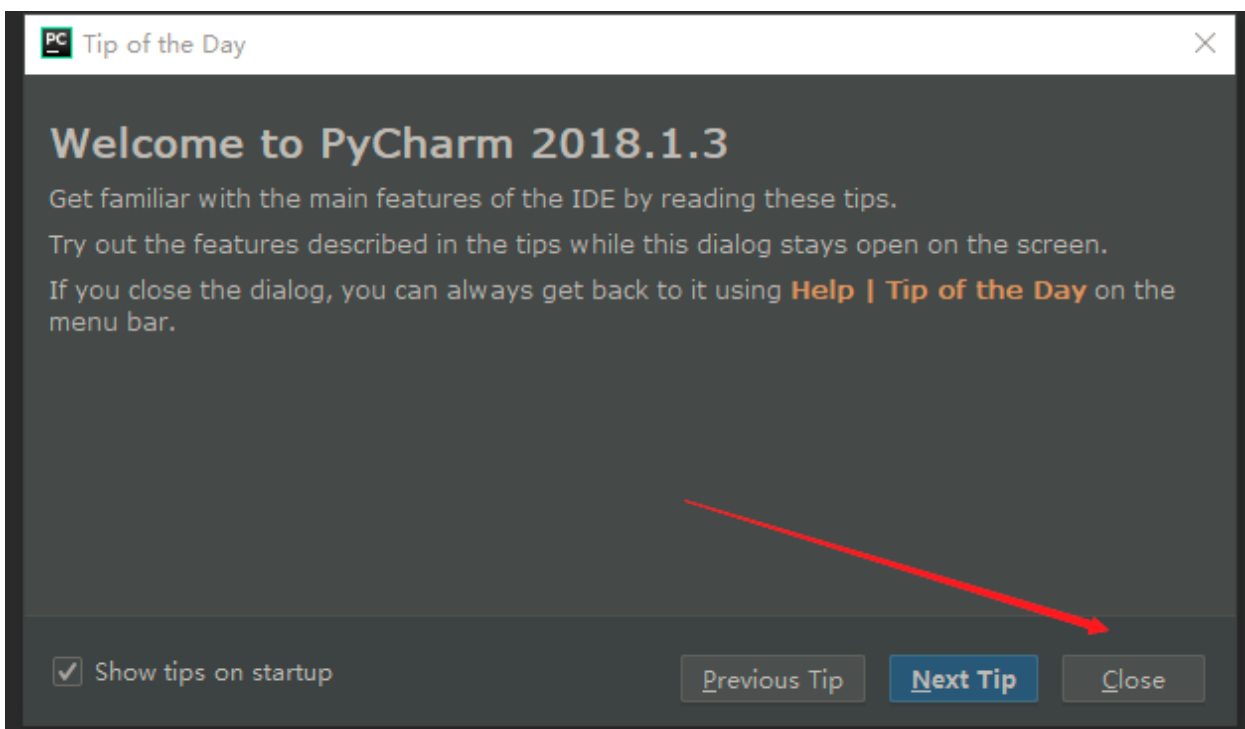 PC Tip of the Day
Welcome to PyCharm 2018.1.3
Get familiar with the main features of the IDE by reading these tips.
Try out the features described in the tips while this dialog stays open on the screen.
If you close the dialog, you can always get back to it using Help | Tip of the Day on the
menu bar.
Show tips on startup
Previous Tip
Next Tip
Close